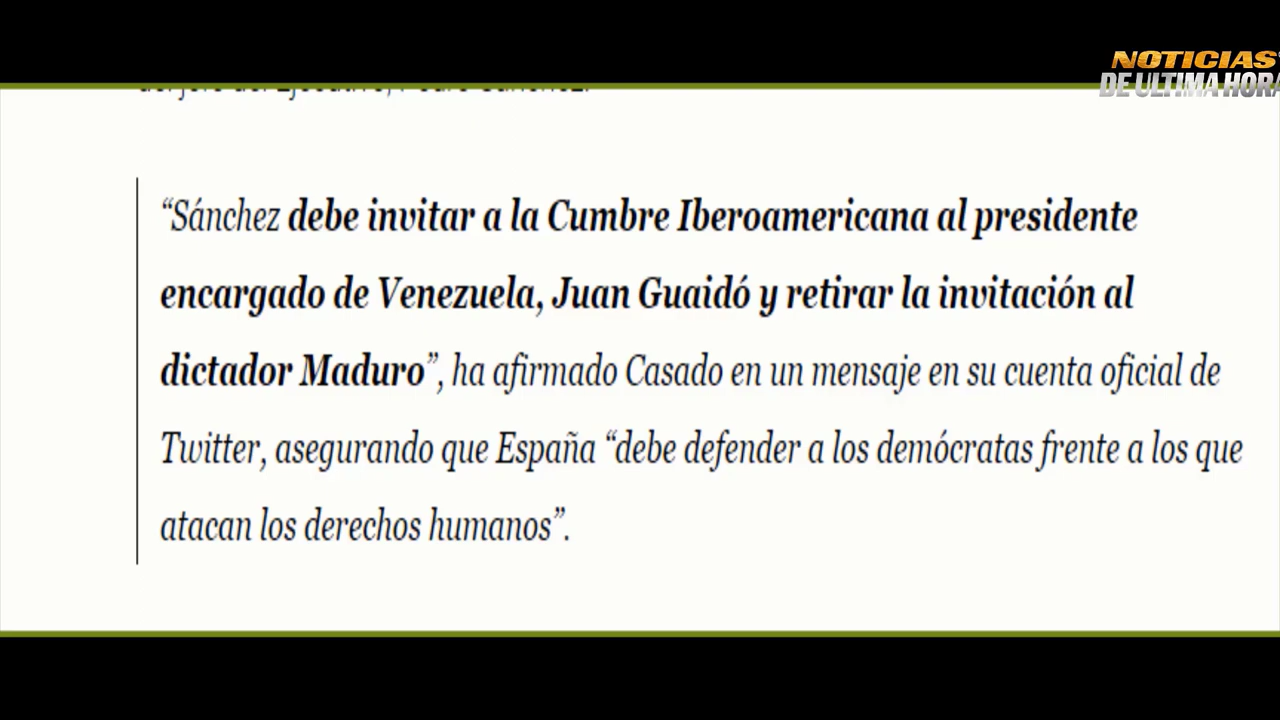 NOTICIAS
DE ULTIMA HORA
“Sánchez debe invitar a la Cumbre Iberoamericana al presidente
encargado de Venezuela, Juan Guaidó y retirar la invitación al
dictador Maduro”, ha afirmado Casado en un mensaje en su cuenta oficial de
Twitter, asegurando que España “debe defender a los demócratas frente a los que
atacan los derechos humanos”.